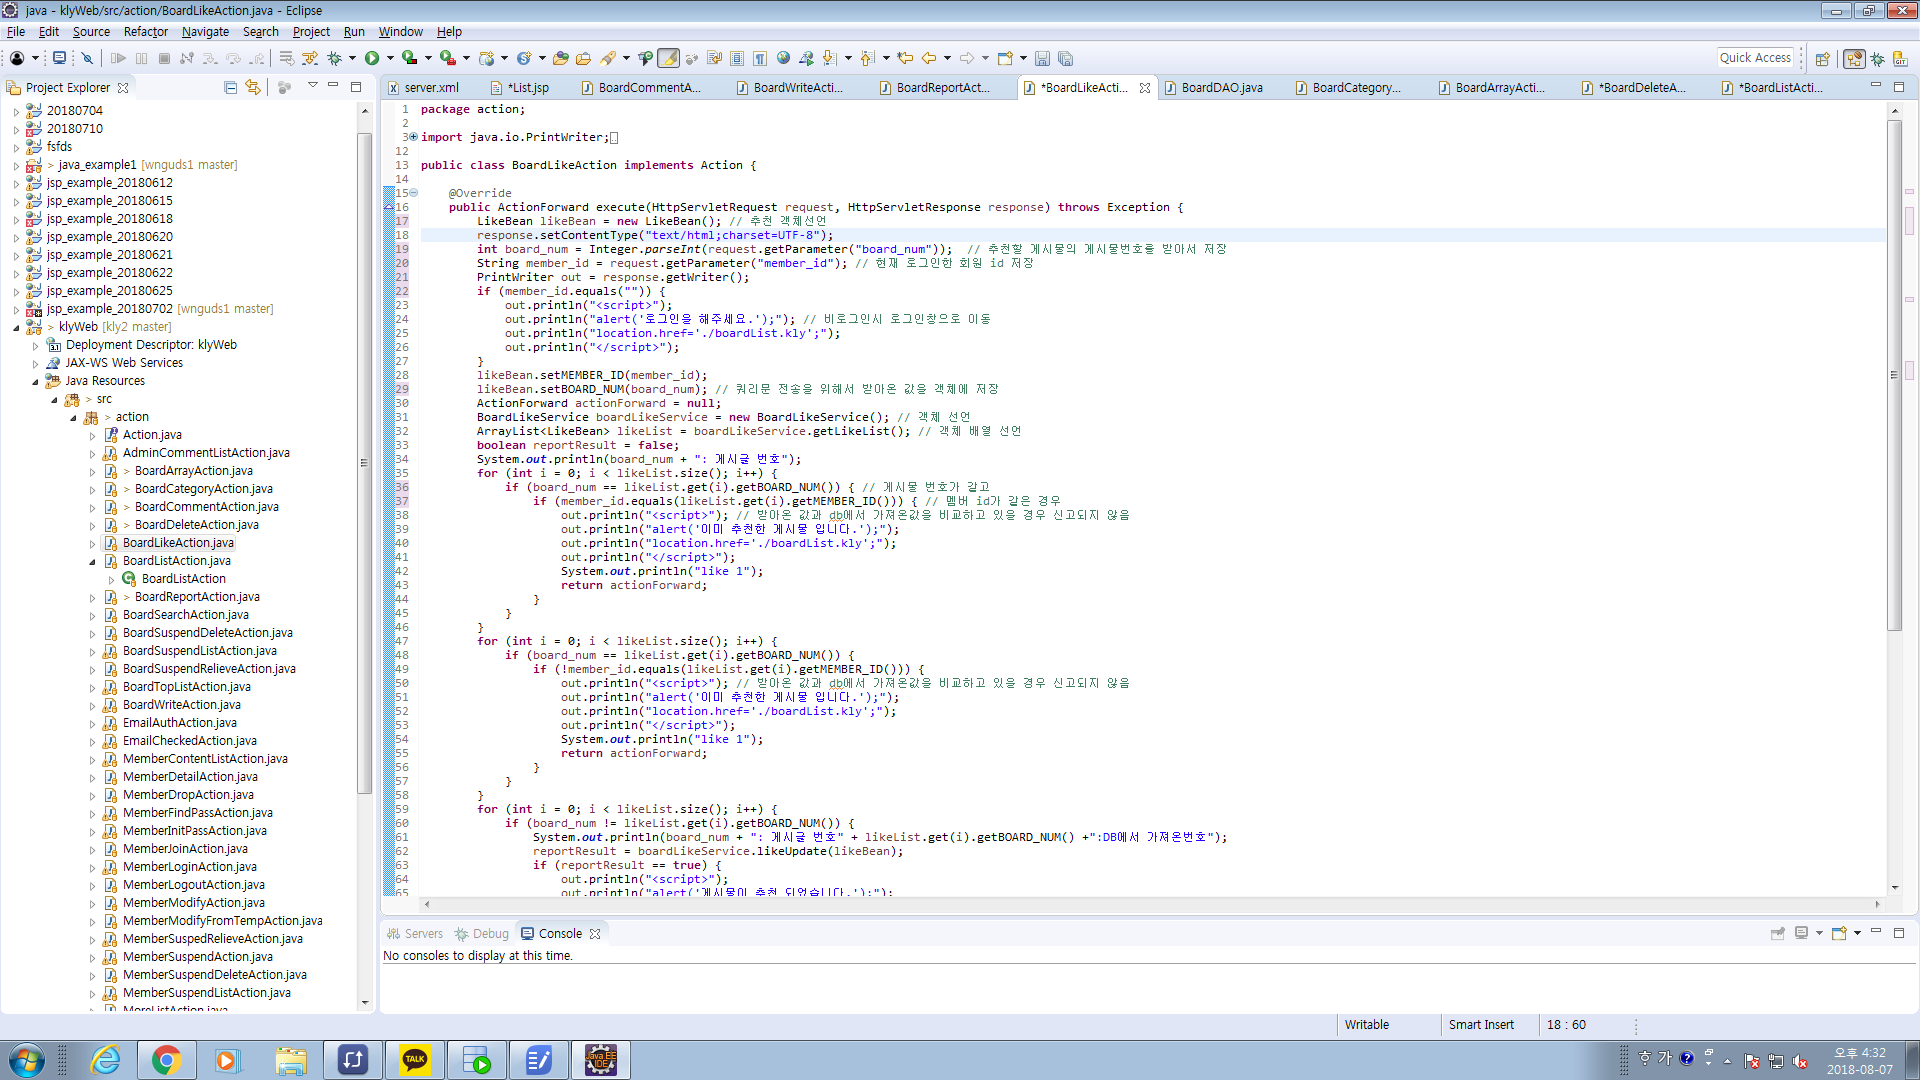 java - klyWeb/src/action/BoardLikeAction.java - Eclipse
File Edit Source Refactor Navigate Search Project Run Window Help
Quick Access
Project Explorer
server.xml *List.jsp BoardCommentA... BoardWriteActi... BoardReportAct... *BoardLikeActi... BoardDAO.java BoardCategory... BoardArrayActi... *BoardDeleteA... *BoardListActi...
20180704
20180710
fsfds
> java_example1 [wnguds1 master]
jsp_example_20180612
jsp_example_20180615
jsp_example_20180618
jsp_example_20180620
jsp_example_20180621
jsp_example_20180622
jsp_example_20180625
jsp_example_20180702 [wnguds1 master]
> klyWeb [kly2 master]
Deployment Descriptor: klyWeb
JAX-WS Web Services
Java Resources
> src
> action
Action.java
AdminCommentListAction.java
> BoardArrayAction.java
> BoardCategoryAction.java
> BoardCommentAction.java
> BoardDeleteAction.java
BoardLikeAction.java
BoardListAction.java
BoardListAction
> BoardReportAction.java
BoardSearchAction.java
BoardSuspendDeleteAction.java
BoardSuspendListAction.java
BoardSuspendRelieveAction.java
BoardTopListAction.java
BoardWriteAction.java
EmailAuthAction.java
EmailCheckedAction.java
MemberContentListAction.java
MemberDetailAction.java
MemberDropAction.java
MemberFindPassAction.java
MemberInitPassAction.java
MemberJoinAction.java
MemberLoginAction.java
MemberLogoutAction.java
MemberModifyAction.java
MemberModifyFromTempAction.java
MemberSuspedRelieveAction.java
MemberSuspendAction.java
MemberSuspendDeleteAction.java
MemberSuspendListAction.java
MoreListAction.java
1 package action;
2
3 import java.io.PrintWriter;
12
13 public class BoardLikeAction implements Action {
14
15 @Override
16 public ActionForward execute(HttpServletRequest request, HttpServletResponse response) throws Exception {
17 LikeBean likeBean = new LikeBean(); // 추천 객체선언
18 response.setContentType("text/html;charset=UTF-8");
19 int board_num = Integer.parseInt(request.getParameter("board_num")); // 추천할 게시물의 게시물번호를 받아서 저장
20 String member_id = request.getParameter("member_id"); // 현재 로그인한 회원 id 저장
21 PrintWriter out = response.getWriter();
22 if (member_id.equals("")) {
23 out.println("<script>");
24 out.println("alert('로그인을 해주세요.');"); // 비로그인시 로그인창으로 이동
25 out.println("location.href='./boardList.kly';");
26 out.println("</script>");
27 }
28 likeBean.setMEMBER_ID(member_id);
29 likeBean.setBOARD_NUM(board_num); // 쿼리문 전송을 위해서 받아온 값을 객체에 저장
30 ActionForward actionForward = null;
31 BoardLikeService boardLikeService = new BoardLikeService(); // 객체 선언
32 ArrayList<LikeBean> likeList = boardLikeService.getLikeList(); // 객체 배열 선언
33 boolean reportResult = false;
34 System.out.println(board_num + ": 게시글 번호");
35 for (int i = 0; i < likeList.size(); i++) {
36 if (board_num == likeList.get(i).getBOARD_NUM()) { // 게시물 번호가 같고
37 if (member_id.equals(likeList.get(i).getMEMBER_ID())) { // 멤버 id가 같은 경우
38 out.println("<script>"); // 받아온 값과 db에서 가져온값을 비교하고 있을 경우 신고되지 않음
39 out.println("alert('이미 추천한 게시물 입니다.');");
40 out.println("location.href='./boardList.kly';");
41 out.println("</script>");
42 System.out.println("like 1");
43 return actionForward;
44 }
45 }
46 }
47 for (int i = 0; i < likeList.size(); i++) {
48 if (board_num == likeList.get(i).getBOARD_NUM()) {
49 if (!member_id.equals(likeList.get(i).getMEMBER_ID())) {
50 out.println("<script>"); // 받아온 값과 db에서 가져온값을 비교하고 있을 경우 신고되지 않음
51 out.println("alert('이미 추천한 게시물 입니다.');");
52 out.println("location.href='./boardList.kly';");
53 out.println("</script>");
54 System.out.println("like 1");
55 return actionForward;
56 }
57 }
58 }
59 for (int i = 0; i < likeList.size(); i++) {
60 if (board_num != likeList.get(i).getBOARD_NUM()) {
61 System.out.println(board_num + ": 게시글 번호" + likeList.get(i).getBOARD_NUM() +":DB에서 가져온번호");
62 reportResult = boardLikeService.likeUpdate(likeBean);
63 if (reportResult == true) {
64 out.println("<script>");
65 out.println("alert('게시물이 추천 되었습니다.');");
Servers Debug Console
No consoles to display at this time.
Writable Smart Insert 18 : 60
TALK
Java EE IDE
ㅎ 가
오후 4:32
2018-08-07